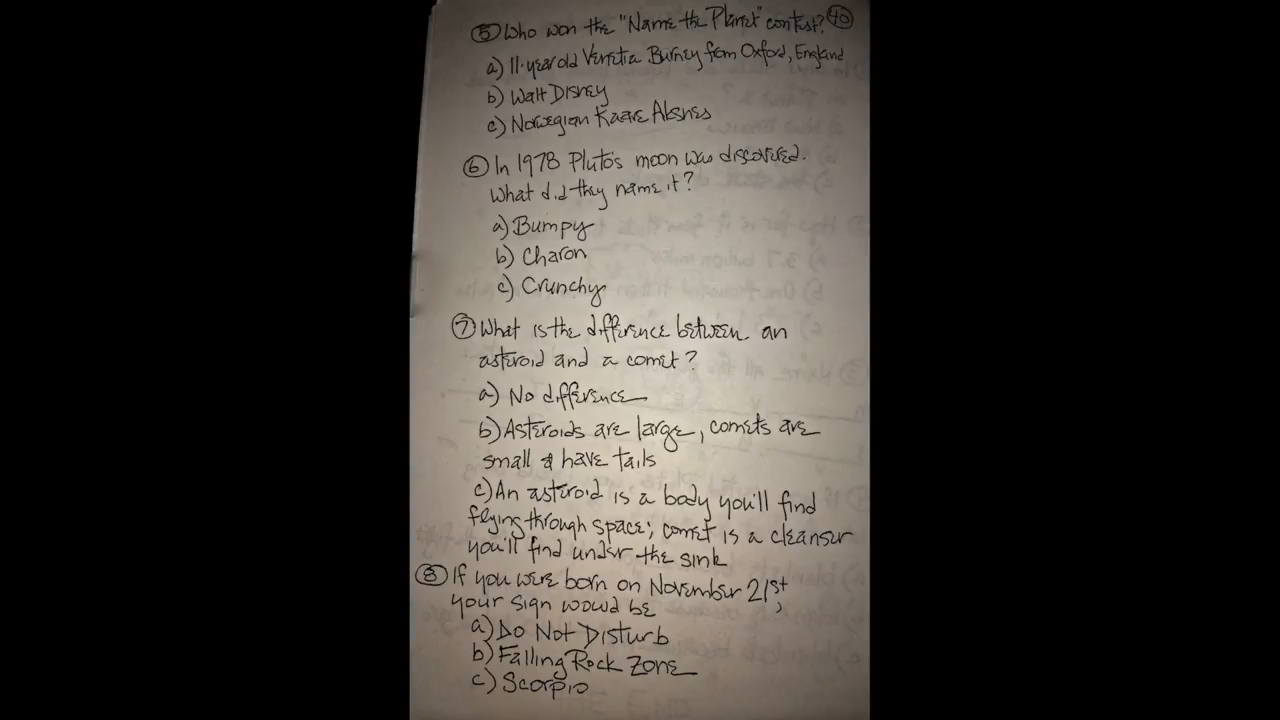 ⑤ Who won the "Name the Planet" contest? ㊵
a) 11-year old Venetia Burney from Oxford, England
b) Walt Disney
c) Norwegian Kaare Aksnes
⑥ In 1978 Pluto's moon was discovered.
What did they name it?
a) Bumpy
b) Charon
c) Crunchy
⑦ What is the difference between an
asteroid and a comet?
a) No difference
b) Asteroids are large, comets are
small & have tails
c) An asteroid is a body you'll find
flying through space; comet is a cleanser
you'll find under the sink
⑧ If you were born on November 21st,
your sign would be
a) Do Not Disturb
b) Falling Rock Zone
c) Scorpio